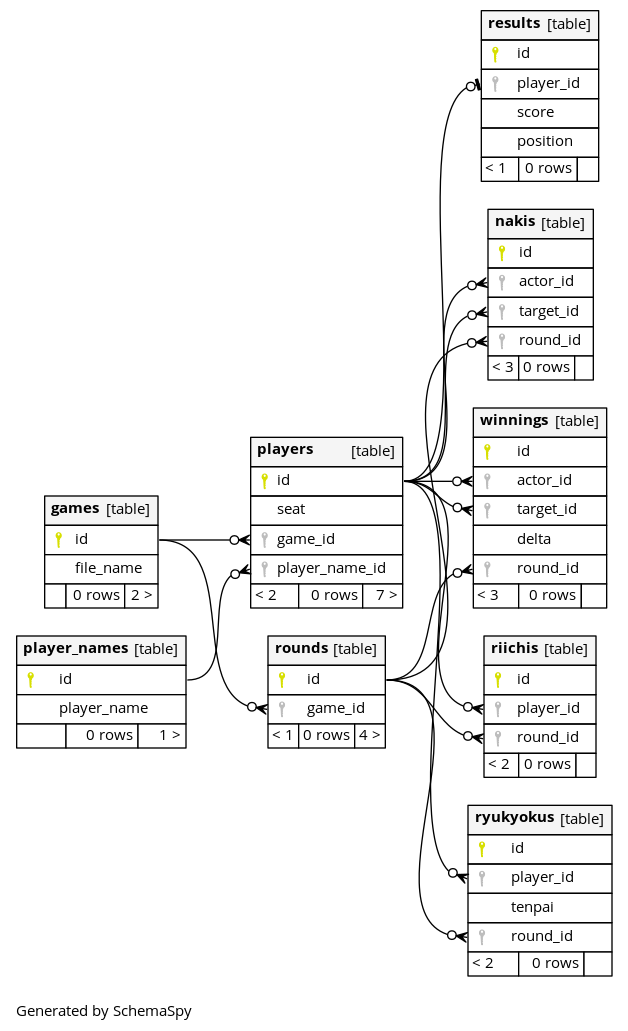 results [table]
id
player_id
score
position
< 1 0 rows
nakis [table]
id
actor_id
target_id
round_id
< 3 0 rows
winnings [table]
id
actor_id
target_id
delta
round_id
< 3 0 rows
players [table]
id
seat
game_id
player_name_id
< 2 0 rows 7 >
games [table]
id
file_name
0 rows 2 >
player_names [table]
id
player_name
0 rows 1 >
rounds [table]
id
game_id
< 1 0 rows 4 >
riichis [table]
id
player_id
round_id
< 2 0 rows
ryukyokus [table]
id
player_id
tenpai
round_id
< 2 0 rows
Generated by SchemaSpy